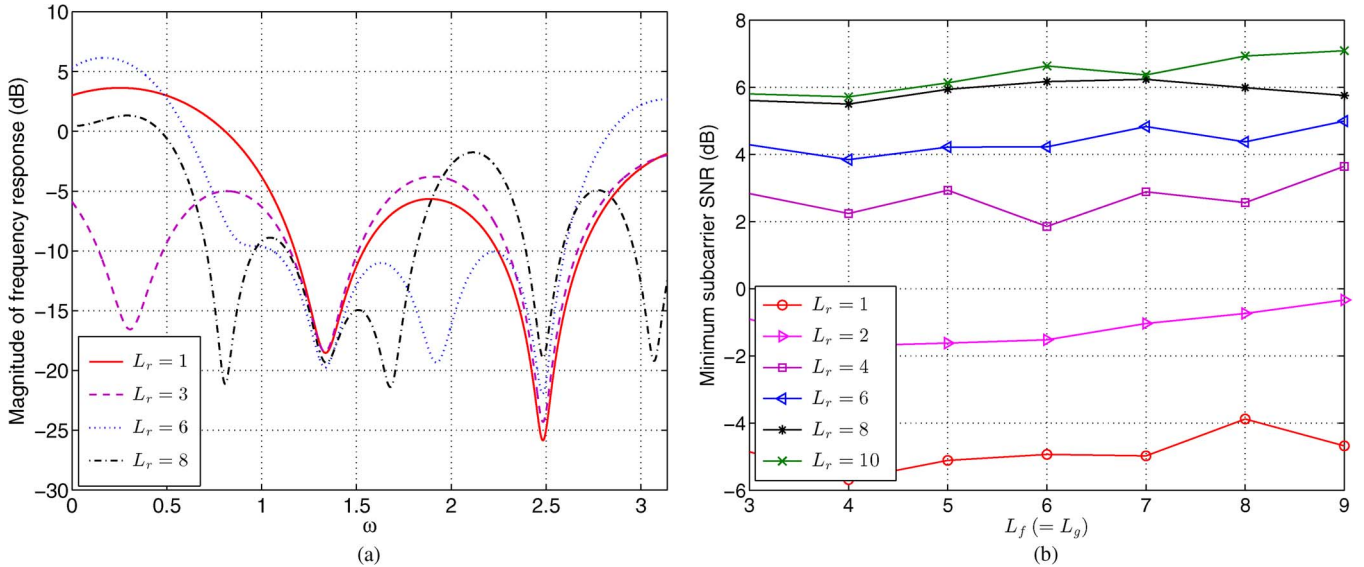 10
5
0
−5
−10
−15
−20
−25
−30
Magnitude of frequency response (dB)
L_r = 1
L_r = 3
L_r = 6
L_r = 8
0 0.5 1 1.5 2 2.5 3
ω
(a)
8
6
4
2
0
−2
−4
−6
Minimum subcarrier SNR (dB)
L_r = 1
L_r = 2
L_r = 4
L_r = 6
L_r = 8
L_r = 10
3 4 5 6 7 8 9
L_f (= L_g)
(b)